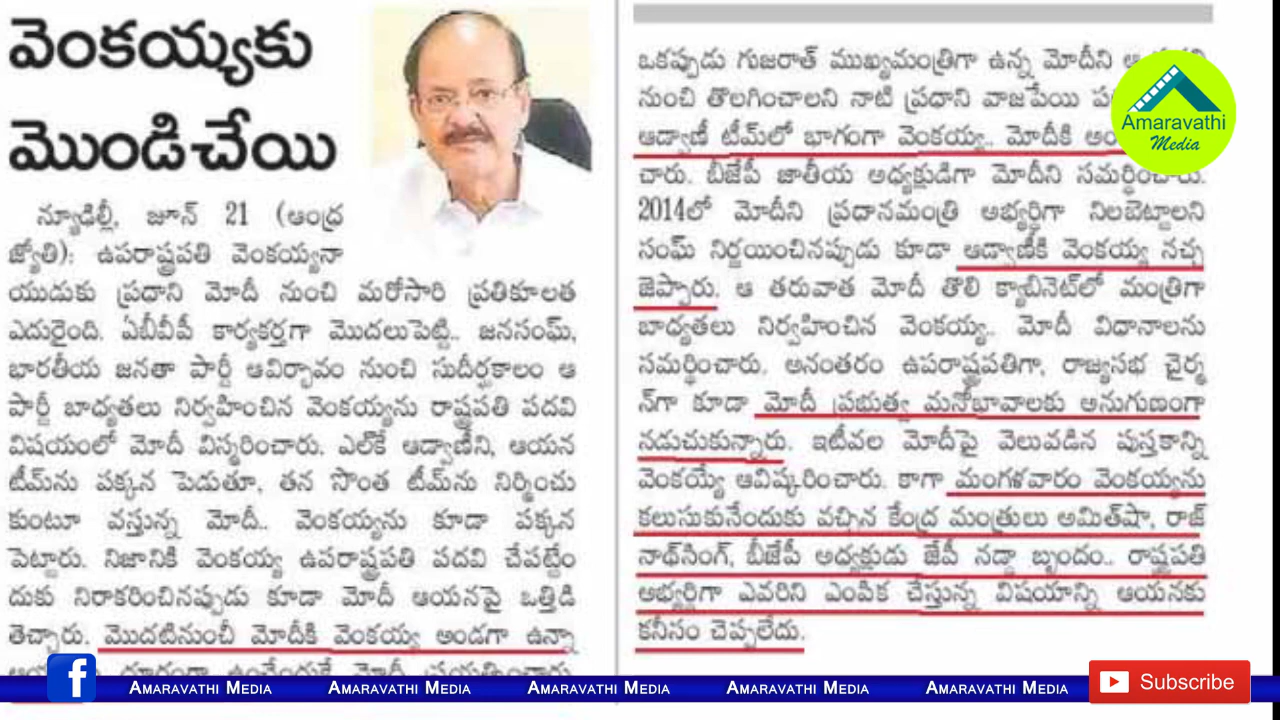 వెంకయ్యకు
మొండిచేయి
న్యూఢిల్లీ, జూన్ 21 (ఆంధ్ర
జ్యోతి): ఉపరాష్ట్రపతి వెంకయ్యనా
యుడుకు ప్రధాని మోదీ నుంచి మరోసారి ప్రతికూలత
ఎదురైంది. ఏబీవీపీ కార్యకర్తగా మొదలుపెట్టి.. జనసంఘ్,
భారతీయ జనతా పార్టీ ఆవిర్భావం నుంచి సుదీర్ఘకాలం ఆ
పార్టీ బాధ్యతలు నిర్వహించిన వెంకయ్యను రాష్ట్రపతి పదవి
విషయంలో మోదీ విస్మరించారు. ఎల్‌కే ఆడ్వాణీని, ఆయన
టీమ్‌ను పక్కన పెడుతూ, తన సొంత టీమ్‌ను నిర్మించు
కుంటూ వస్తున్న మోదీ.. వెంకయ్యను కూడా పక్కన
పెట్టారు. నిజానికి వెంకయ్య ఉపరాష్ట్రపతి పదవి చేపట్టేం
దుకు నిరాకరించినప్పుడు కూడా మోదీ ఆయనపై ఒత్తిడి
తెచ్చారు. మొదటినుంచీ మోదీకి వెంకయ్య అండగా ఉన్నా
ఒకప్పుడు గుజరాత్ ముఖ్యమంత్రిగా ఉన్న మోదీని
నుంచి తొలగించాలని నాటి ప్రధాని వాజపేయి
ఆడ్వాణీ టీమ్‌లో భాగంగా వెంకయ్య.. మోదీకి
చారు. బీజేపీ జాతీయ అధ్యక్షుడిగా మోదీని సమర్థించారు.
2014లో మోదీని ప్రధానమంత్రి అభ్యర్థిగా నిలబెట్టాలని
సంఘ్ నిర్ణయించినప్పుడు కూడా ఆడ్వాణీకి వెంకయ్య నచ్చ
జెప్పారు. ఆ తరువాత మోదీ తొలి క్యాబినెట్‌లో మంత్రిగా
బాధ్యతలు నిర్వహించిన వెంకయ్య.. మోదీ విధానాలను
సమర్థించారు. అనంతరం ఉపరాష్ట్రపతిగా, రాజ్యసభ చైర్మ
న్‌గా కూడా మోదీ ప్రభుత్వ మనోభావాలకు అనుగుణంగా
నడుచుకున్నారు. ఇటీవల మోదీపై వెలువడిన పుస్తకాన్ని
వెంకయ్యే ఆవిష్కరించారు. కాగా మంగళవారం వెంకయ్యను
కలుసుకునేందుకు వచ్చిన కేంద్ర మంత్రులు అమిత్‌షా, రాజ్
నాథ్‌సింగ్, బీజేపీ అధ్యక్షుడు జేపీ నడ్డా బృందం.. రాష్ట్రపతి
అభ్యర్థిగా ఎవరిని ఎంపిక చేస్తున్న విషయాన్ని ఆయనకు
కనీసం చెప్పలేదు.
Amaravathi
Media
f AMARAVATHI MEDIA AMARAVATHI MEDIA AMARAVATHI MEDIA AMARAVATHI MEDIA AMARAVATHI MEDIA Subscribe